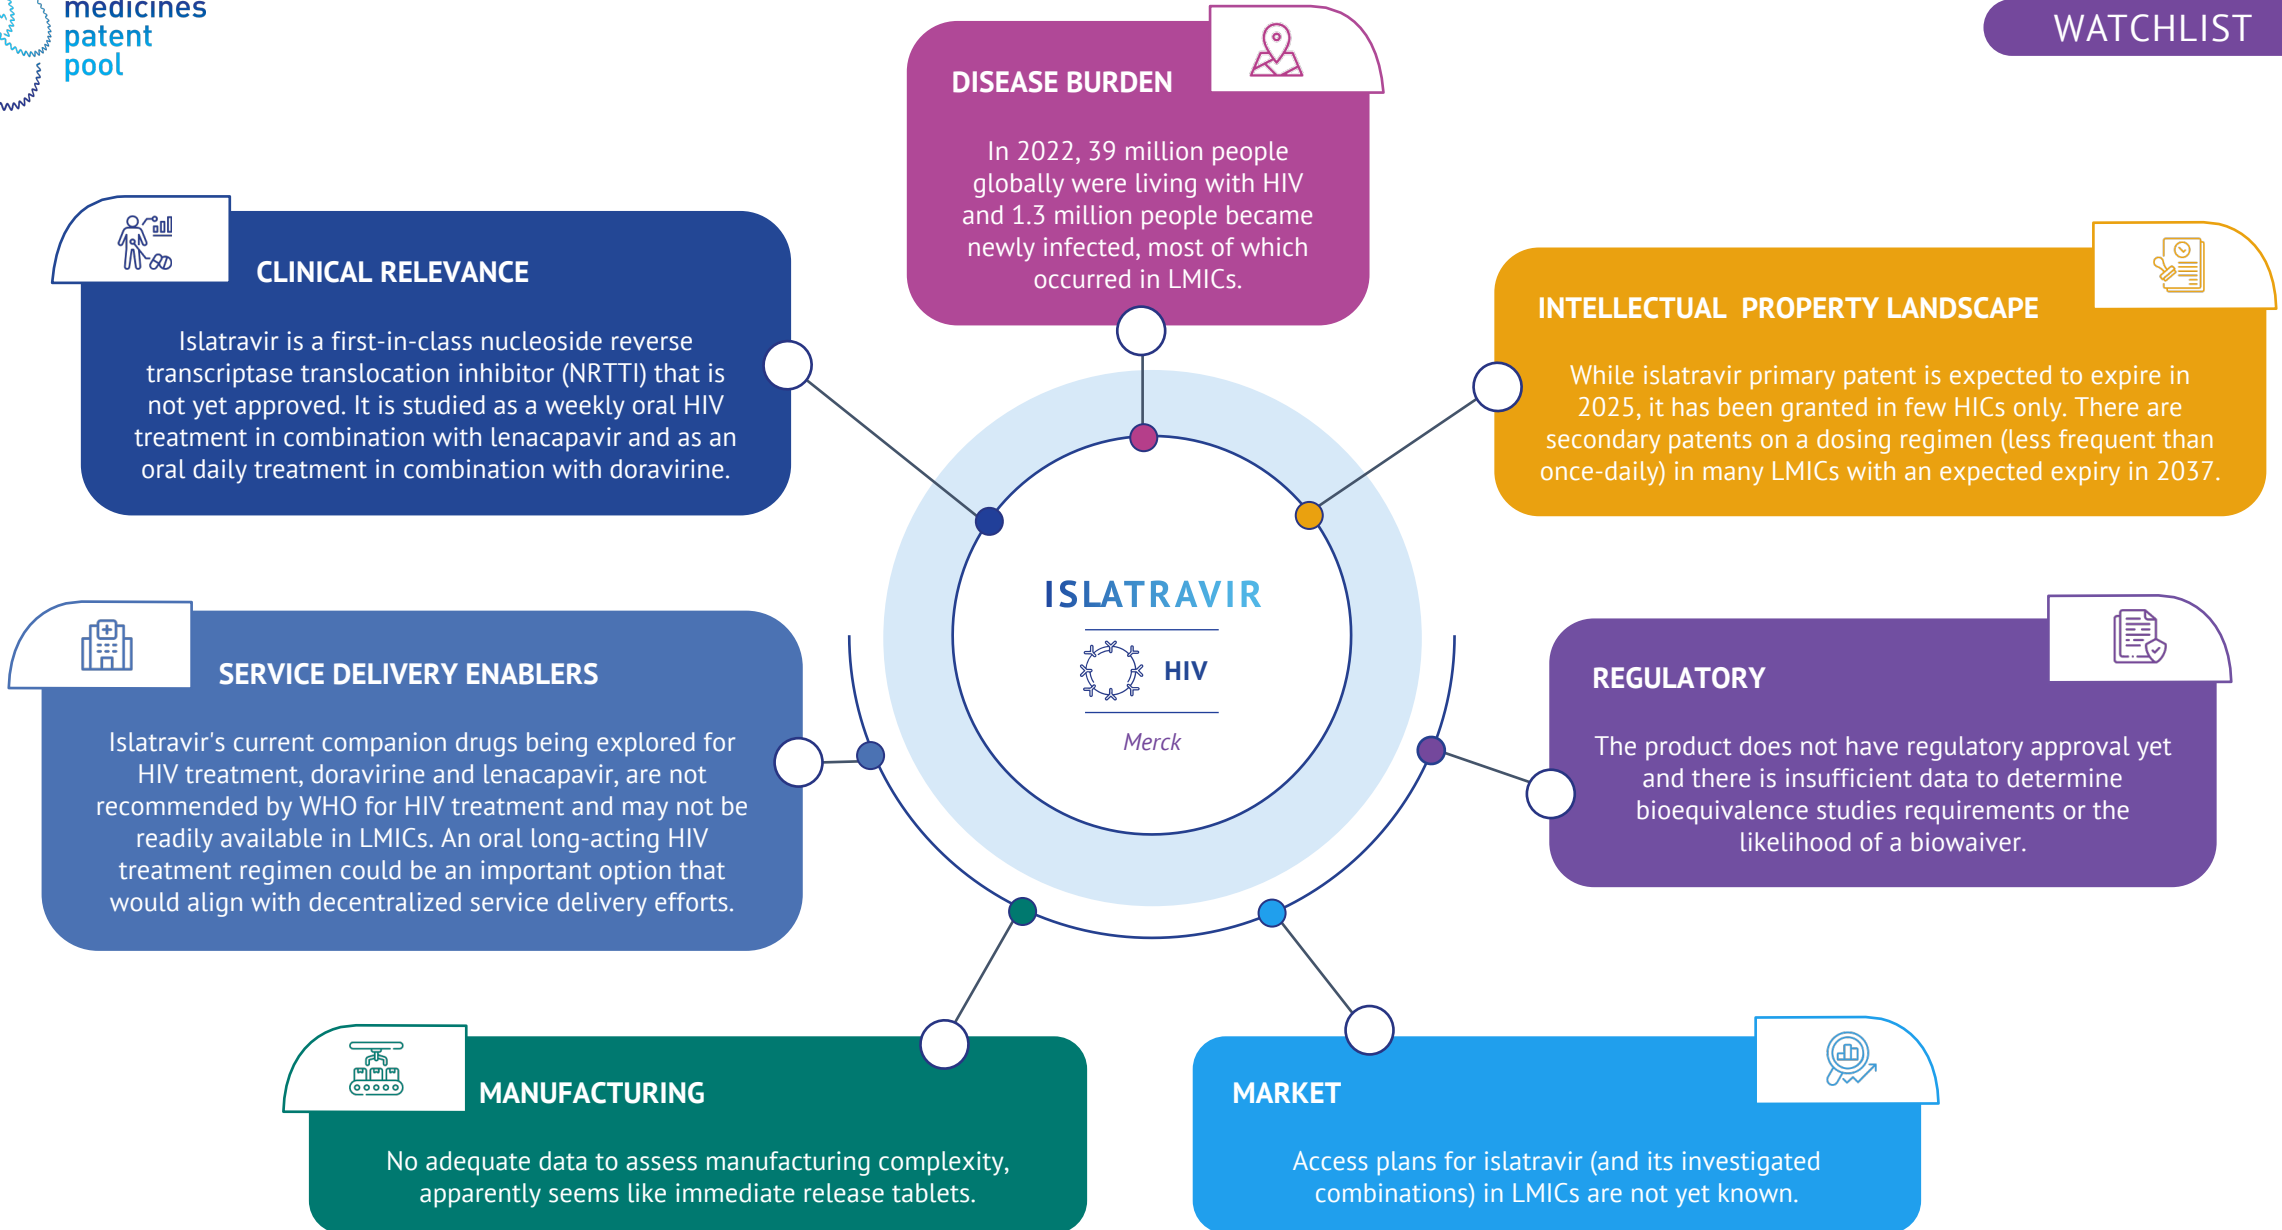 medicines
patent
pool
WATCHLIST
DISEASE BURDEN
In 2022, 39 million people
globally were living with HIV
and 1.3 million people became
newly infected, most of which
occurred in LMICs.
CLINICAL RELEVANCE
Islatravir is a first-in-class nucleoside reverse
transcriptase translocation inhibitor (NRTTI) that is
not yet approved. It is studied as a weekly oral HIV
treatment in combination with lenacapavir and as an
oral daily treatment in combination with doravirine.
INTELLECTUAL  PROPERTY LANDSCAPE
While islatravir primary patent is expected to expire in
2025, it has been granted in few HICs only. There are
secondary patents on a dosing regimen (less frequent than
once-daily) in many LMICs with an expected expiry in 2037.
ISLATRAVIR
HIV
Merck
SERVICE DELIVERY ENABLERS
Islatravir's current companion drugs being explored for
HIV treatment, doravirine and lenacapavir, are not
recommended by WHO for HIV treatment and may not be
readily available in LMICs. An oral long-acting HIV
treatment regimen could be an important option that
would align with decentralized service delivery efforts.
REGULATORY
The product does not have regulatory approval yet
and there is insufficient data to determine
bioequivalence studies requirements or the
likelihood of a biowaiver.
MANUFACTURING
No adequate data to assess manufacturing complexity,
apparently seems like immediate release tablets.
MARKET
Access plans for islatravir (and its investigated
combinations) in LMICs are not yet known.